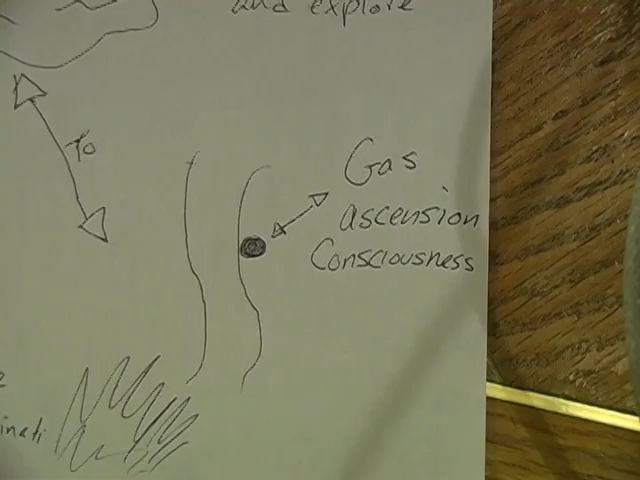 and explore
To
Gas
ascension
Consciousness